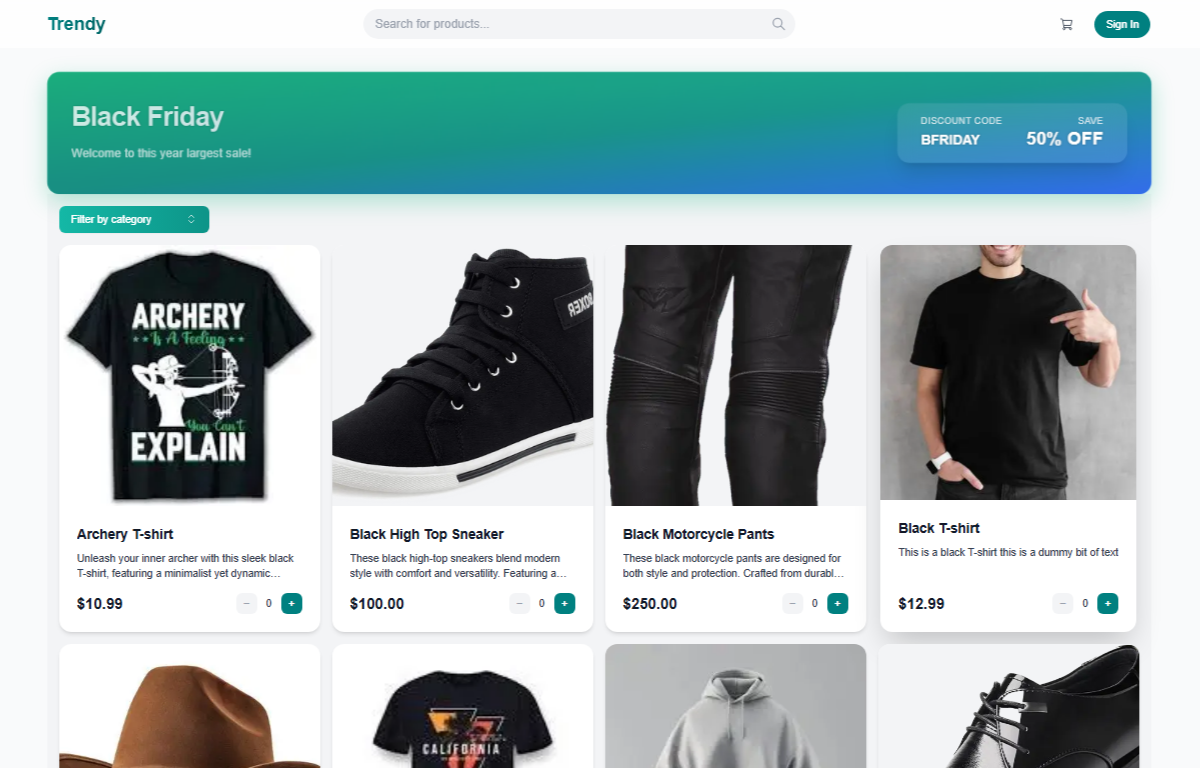 Trendy
Search for products...
Sign In
Black Friday
Welcome to this year largest sale!
DISCOUNT CODE
SAVE
BFRIDAY
50% OFF
Filter by category
ARCHERY
Is A Feeling
You Can't
EXPLAIN
BOXER
Archery T-shirt
Unleash your inner archer with this sleek black
T-shirt, featuring a minimalist yet dynamic…
$10.99
− 0 +
Black High Top Sneaker
These black high-top sneakers blend modern
style with comfort and versatility. Featuring a…
$100.00
− 0 +
Black Motorcycle Pants
These black motorcycle pants are designed for
both style and protection. Crafted from durabl…
$250.00
− 0 +
Black T-shirt
This is a black T-shirt this is a dummy bit of text
$12.99
− 0 +
CALIFORNIA